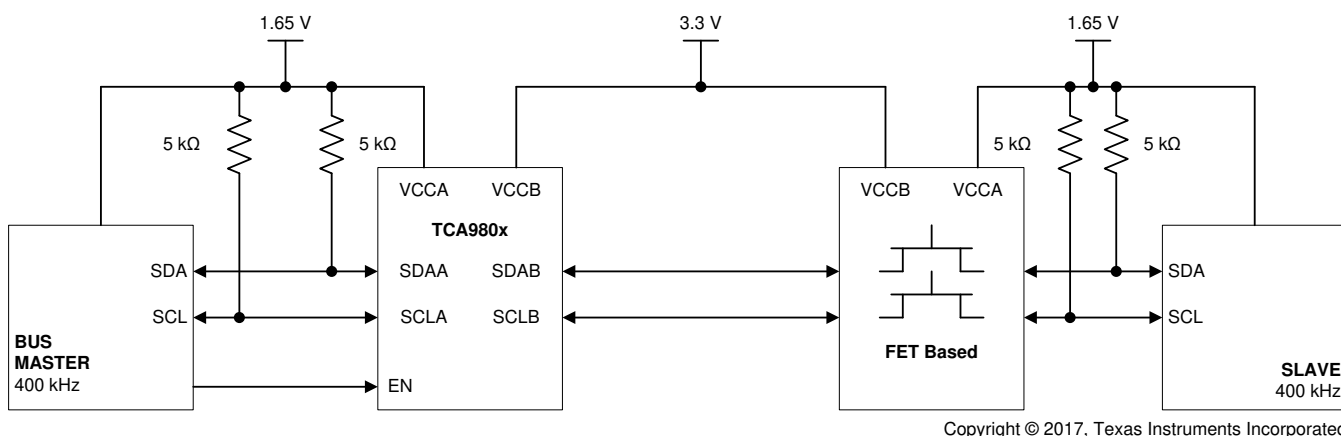 1.65 V
3.3 V
1.65 V
5 kΩ
5 kΩ
5 kΩ
5 kΩ
VCCA
VCCB
TCA980x
VCCB
VCCA
SDA
SDAA
SDAB
SDA
SCL
SCLA
SCLB
SCL
BUS
MASTER
400 kHz
EN
FET Based
SLAVE
400 kHz
Copyright © 2017, Texas Instruments Incorporated